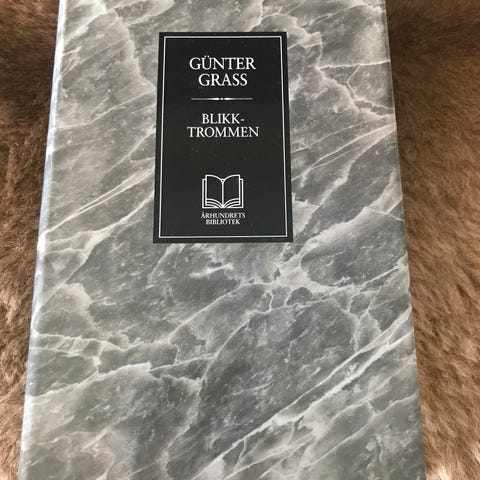 GÜNTER
GRASS
BLIKK-
TROMMEN
ÅRHUNDRETS
BIBLIOTEK